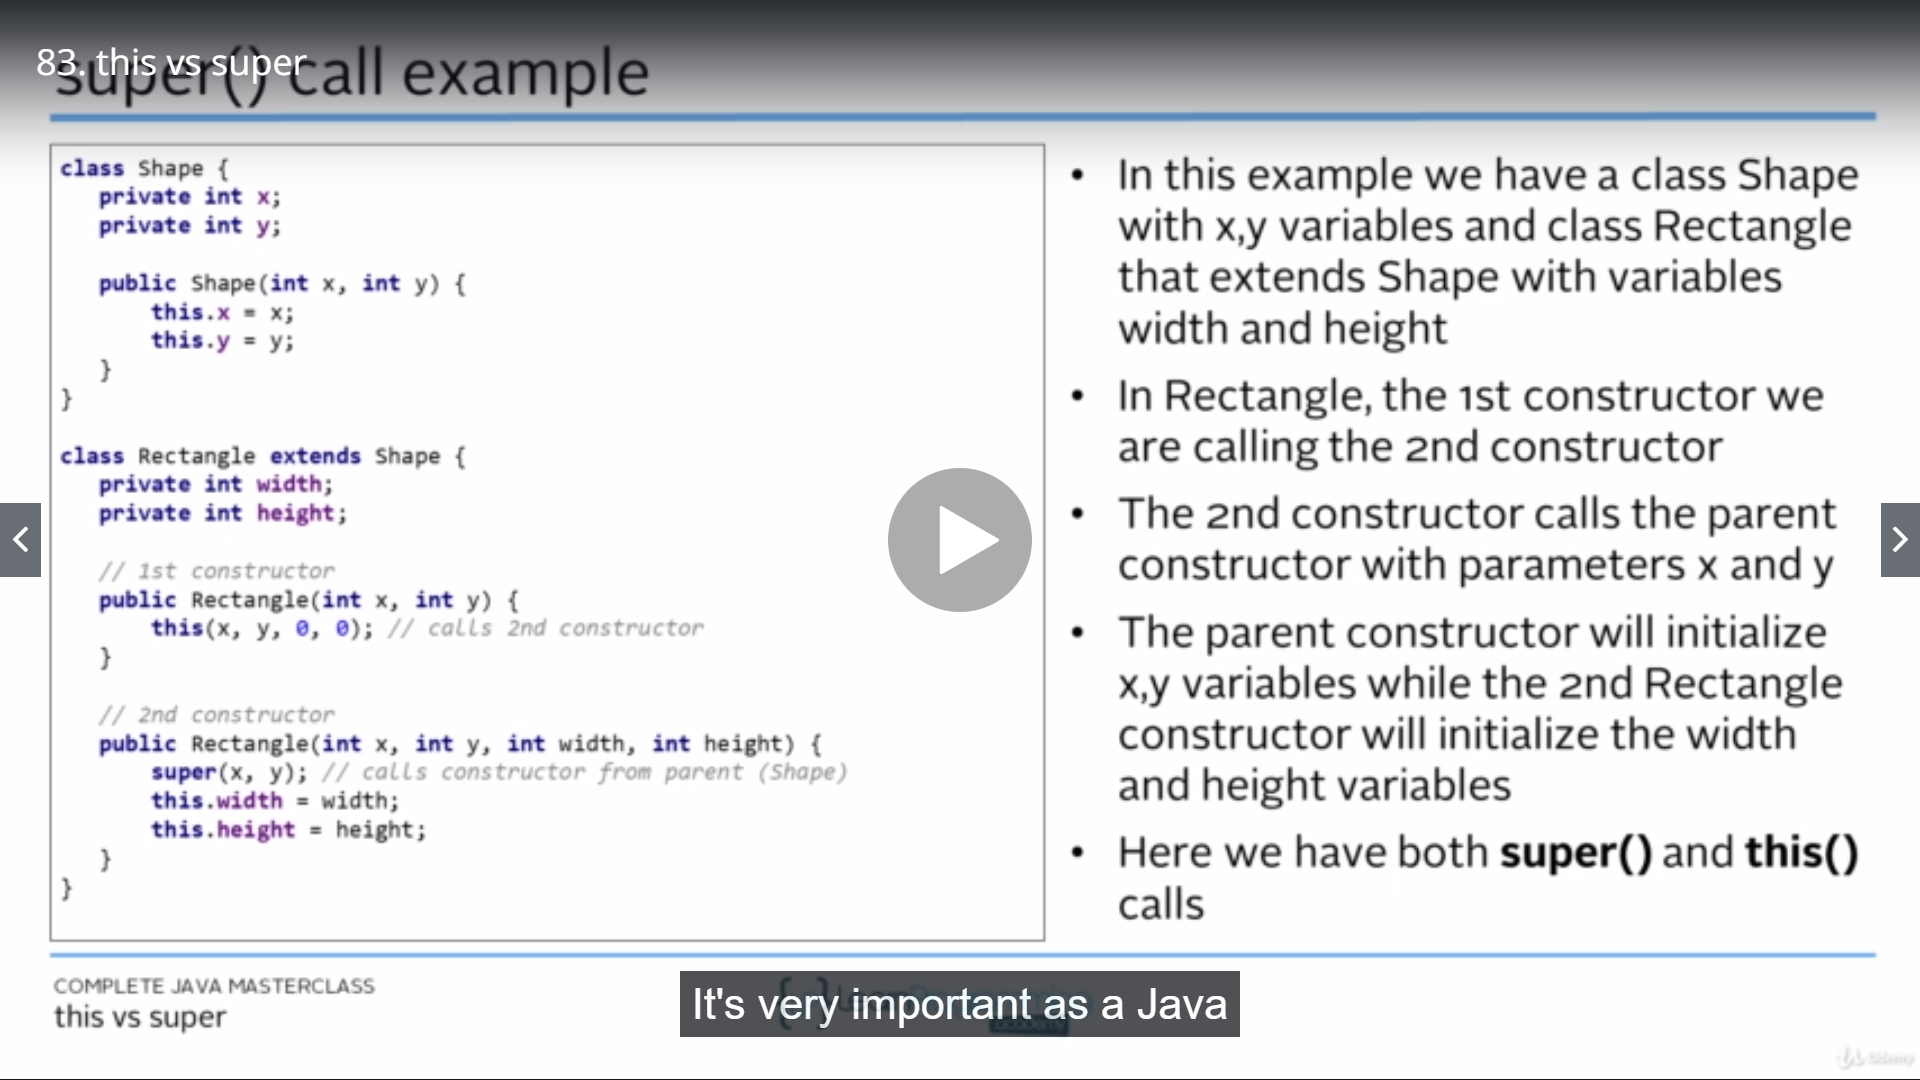 83. this vs super
super() call example
class Shape {
private int x;
private int y;
public Shape(int x, int y) {
this.x = x;
this.y = y;
}
}
class Rectangle extends Shape {
private int width;
private int height;
// 1st constructor
public Rectangle(int x, int y) {
this(x, y, 0, 0); // calls 2nd constructor
}
// 2nd constructor
public Rectangle(int x, int y, int width, int height) {
super(x, y); // calls constructor from parent (Shape)
this.width = width;
this.height = height;
}
}
• In this example we have a class Shape
with x,y variables and class Rectangle
that extends Shape with variables
width and height
• In Rectangle, the 1st constructor we
are calling the 2nd constructor
• The 2nd constructor calls the parent
constructor with parameters x and y
• The parent constructor will initialize
x,y variables while the 2nd Rectangle
constructor will initialize the width
and height variables
• Here we have both super() and this()
calls
COMPLETE JAVA MASTERCLASS
this vs super
It's very important as a Java
academy
Udemy